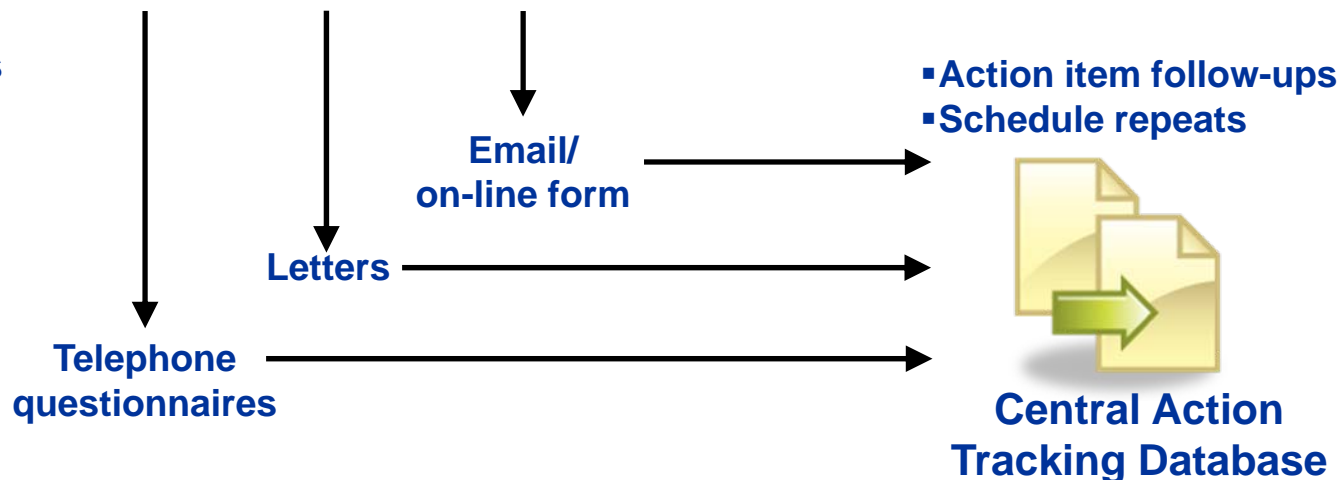 ▪Action item follow-ups
▪Schedule repeats
Email/
on-line form
Letters
Telephone
questionnaires
Central Action
Tracking Database